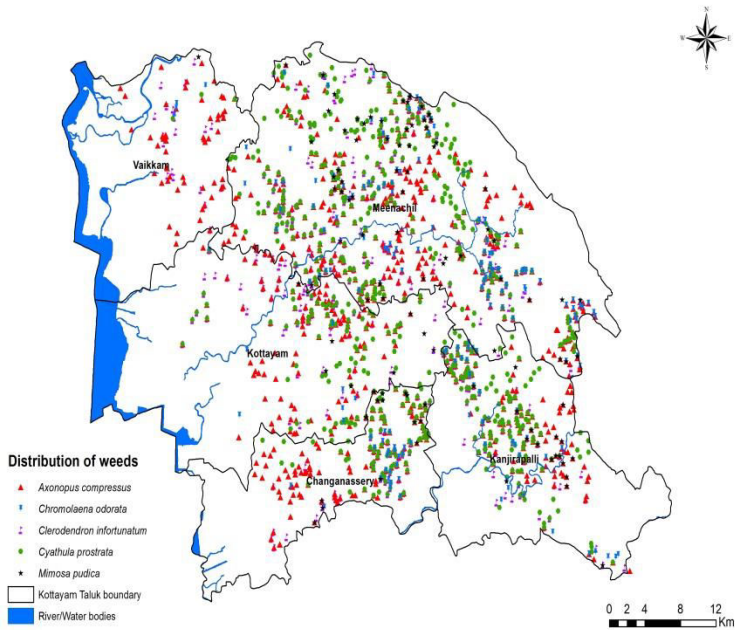 N
W E
S
Vaikkam
Meenachil
Kottayam
Kanjirapalli
Changanassery
Distribution of weeds
Axonopus compressus
Chromolaena odorata
Clerodendron infortunatum
Cyathula prostrata
Mimosa pudica
Kottayam Taluk boundary
River/Water bodies
0 2 4 8 12
Km